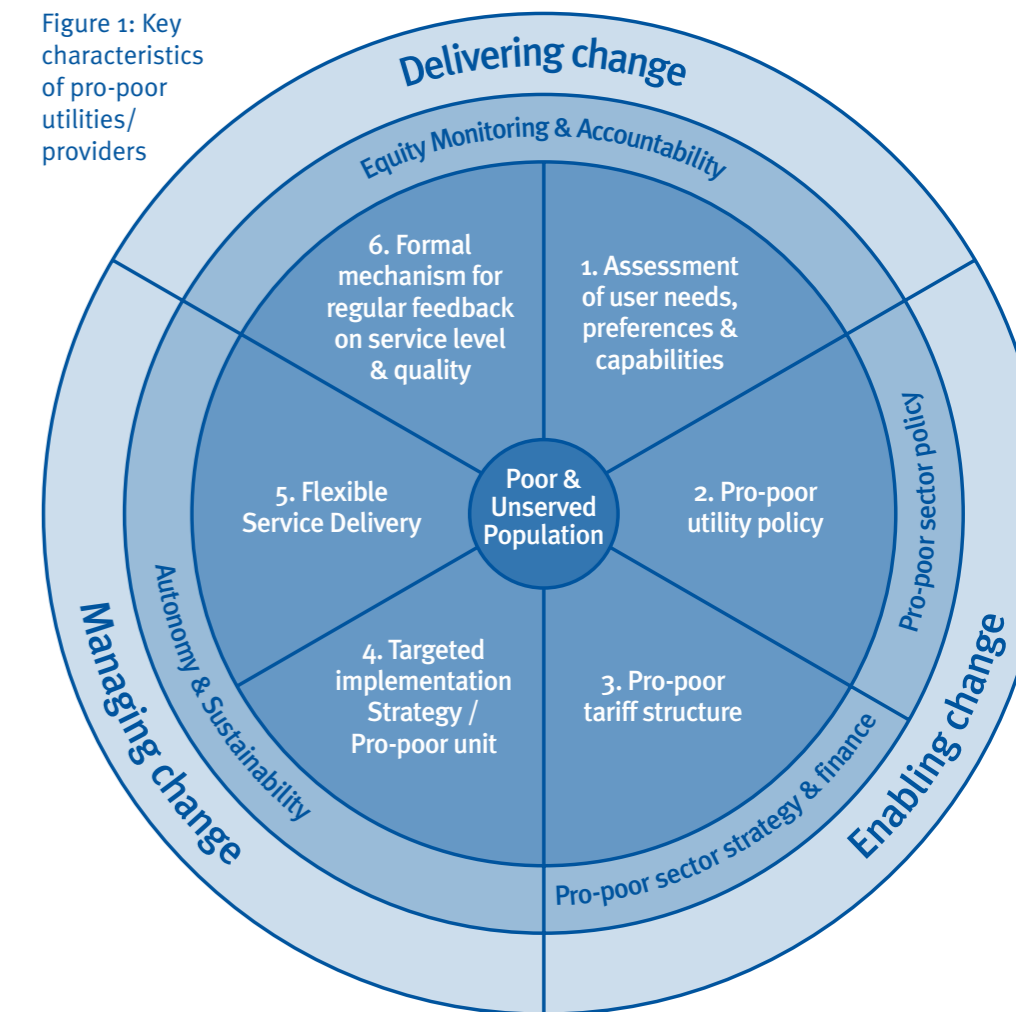 Figure 1: Key
characteristics
of pro-poor
utilities/
providers
Delivering change
Equity Monitoring & Accountability
6. Formal
mechanism for
regular feedback
on service level
& quality
1. Assessment
of user needs,
preferences &
capabilities
5. Flexible
Service Delivery
Poor &
Unserved
Population
2. Pro-poor
utility policy
Pro-poor sector policy
4. Targeted
implementation
Strategy /
Pro-poor unit
3. Pro-poor
tariff structure
Autonomy & Sustainability
Managing change
Pro-poor sector strategy & finance
Enabling change